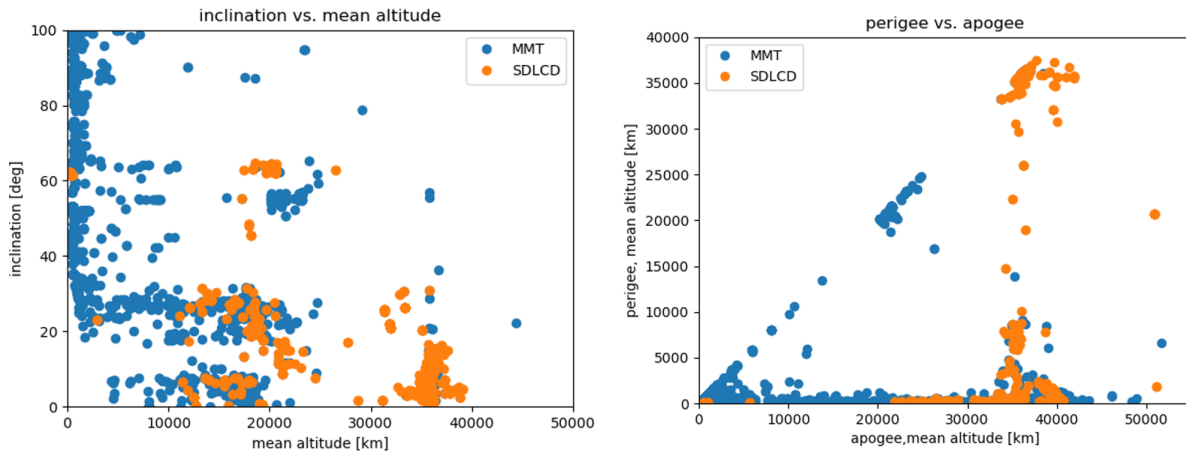 inclination vs. mean altitude
100
80
60
40
20
0
inclination [deg]
MMT
SDLCD
0 10000 20000 30000 40000 50000
mean altitude [km]
perigee vs. apogee
40000
35000
30000
25000
20000
15000
10000
5000
0
perigee, mean altitude [km]
MMT
SDLCD
0 10000 20000 30000 40000 50000
apogee,mean altitude [km]